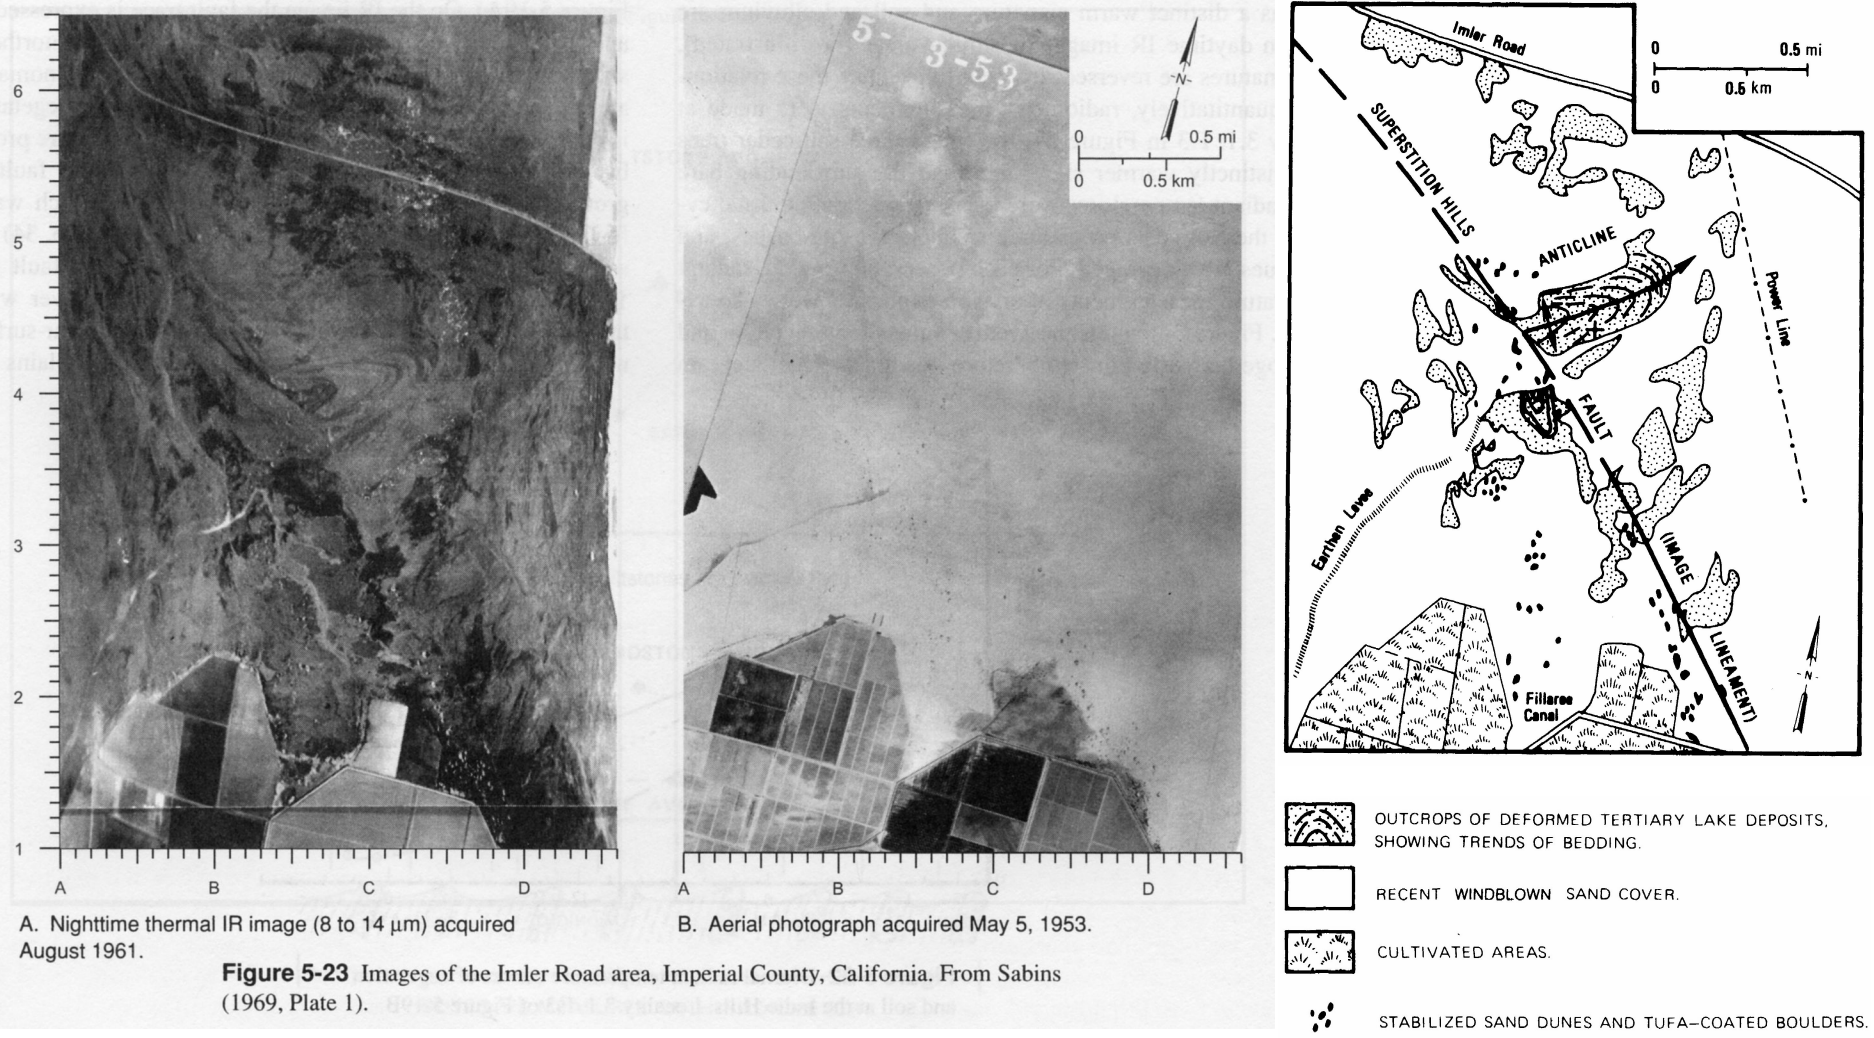 6
5
4
3
2
1
A
B
C
D
5- 3-53
N
0
0.5 mi
0
0.5 km
A
B
C
D
A. Nighttime thermal IR image (8 to 14 μm) acquired
August 1961.
B. Aerial photograph acquired May 5, 1953.
Figure 5-23 Images of the Imler Road area, Imperial County, California. From Sabins
(1969, Plate 1).
Imler Road
0
0.5 mi
0
0.5 km
SUPERSTITION HILLS
ANTICLINE
Power Line
FAULT
Earthen Levee
(IMAGE
LINEAMENT)
Fillaree
Canal
N
OUTCROPS OF DEFORMED TERTIARY LAKE DEPOSITS,
SHOWING TRENDS OF BEDDING.
RECENT WINDBLOWN SAND COVER.
CULTIVATED AREAS.
STABILIZED SAND DUNES AND TUFA-COATED BOULDERS.